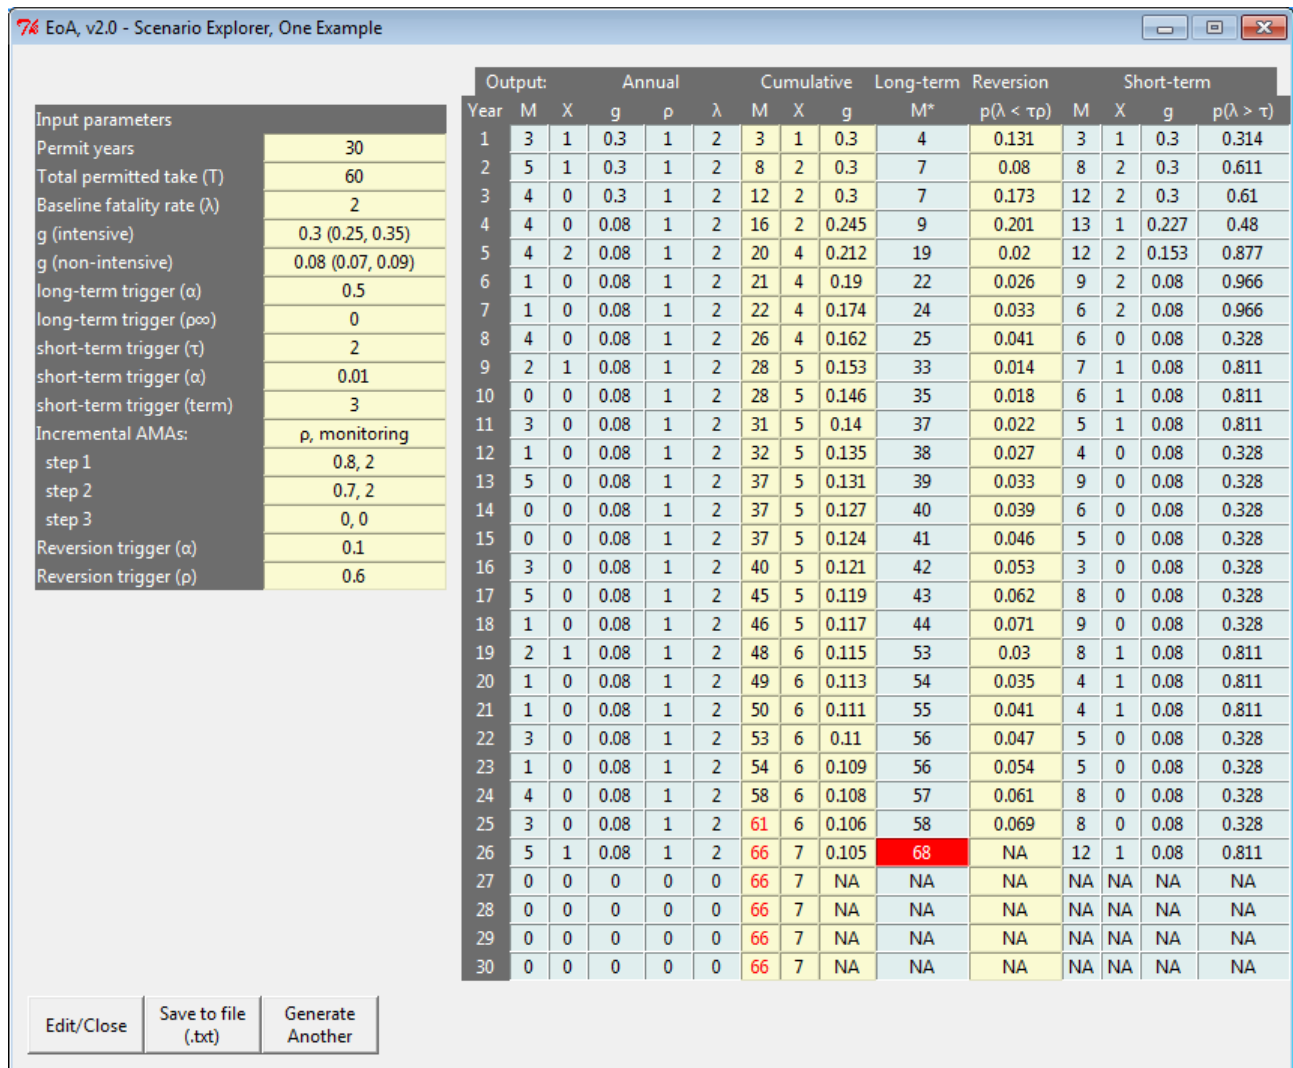 EoA, v2.0 - Scenario Explorer, One Example
Output: Annual Cumulative Long-term Reversion Short-term
Year M X g ρ λ M X g M* p(λ < τρ) M X g p(λ > τ)
1 3 1 0.3 1 2 3 1 0.3 4 0.131 3 1 0.3 0.314
2 5 1 0.3 1 2 8 2 0.3 7 0.08 8 2 0.3 0.611
3 4 0 0.3 1 2 12 2 0.3 7 0.173 12 2 0.3 0.61
4 4 0 0.08 1 2 16 2 0.245 9 0.201 13 1 0.227 0.48
5 4 2 0.08 1 2 20 4 0.212 19 0.02 12 2 0.153 0.877
6 1 0 0.08 1 2 21 4 0.19 22 0.026 9 2 0.08 0.966
7 1 0 0.08 1 2 22 4 0.174 24 0.033 6 2 0.08 0.966
8 4 0 0.08 1 2 26 4 0.162 25 0.041 6 0 0.08 0.328
9 2 1 0.08 1 2 28 5 0.153 33 0.014 7 1 0.08 0.811
10 0 0 0.08 1 2 28 5 0.146 35 0.018 6 1 0.08 0.811
11 3 0 0.08 1 2 31 5 0.14 37 0.022 5 1 0.08 0.811
12 1 0 0.08 1 2 32 5 0.135 38 0.027 4 0 0.08 0.328
13 5 0 0.08 1 2 37 5 0.131 39 0.033 9 0 0.08 0.328
14 0 0 0.08 1 2 37 5 0.127 40 0.039 6 0 0.08 0.328
15 0 0 0.08 1 2 37 5 0.124 41 0.046 5 0 0.08 0.328
16 3 0 0.08 1 2 40 5 0.121 42 0.053 3 0 0.08 0.328
17 5 0 0.08 1 2 45 5 0.119 43 0.062 8 0 0.08 0.328
18 1 0 0.08 1 2 46 5 0.117 44 0.071 9 0 0.08 0.328
19 2 1 0.08 1 2 48 6 0.115 53 0.03 8 1 0.08 0.811
20 1 0 0.08 1 2 49 6 0.113 54 0.035 4 1 0.08 0.811
21 1 0 0.08 1 2 50 6 0.111 55 0.041 4 1 0.08 0.811
22 3 0 0.08 1 2 53 6 0.11 56 0.047 5 0 0.08 0.328
23 1 0 0.08 1 2 54 6 0.109 56 0.054 5 0 0.08 0.328
24 4 0 0.08 1 2 58 6 0.108 57 0.061 8 0 0.08 0.328
25 3 0 0.08 1 2 61 6 0.106 58 0.069 8 0 0.08 0.328
26 5 1 0.08 1 2 66 7 0.105 68 NA 12 1 0.08 0.811
27 0 0 0 0 0 66 7 NA NA NA NA NA NA NA
28 0 0 0 0 0 66 7 NA NA NA NA NA NA NA
29 0 0 0 0 0 66 7 NA NA NA NA NA NA NA
30 0 0 0 0 0 66 7 NA NA NA NA NA NA NA
Input parameters
Permit years 30
Total permitted take (T) 60
Baseline fatality rate (λ) 2
g (intensive) 0.3 (0.25, 0.35)
g (non-intensive) 0.08 (0.07, 0.09)
long-term trigger (α) 0.5
long-term trigger (ρ∞) 0
short-term trigger (τ) 2
short-term trigger (α) 0.01
short-term trigger (term) 3
Incremental AMAs: ρ, monitoring
step 1 0.8, 2
step 2 0.7, 2
step 3 0, 0
Reversion trigger (α) 0.1
Reversion trigger (ρ) 0.6
Edit/Close
Save to file
(.txt)
Generate
Another